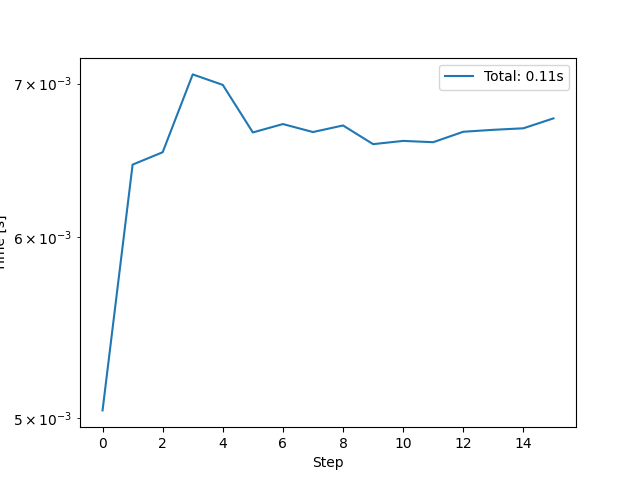 Total: 0.11s
7 × 10⁻³
6 × 10⁻³
5 × 10⁻³
Time [s]
0 2 4 6 8 10 12 14
Step